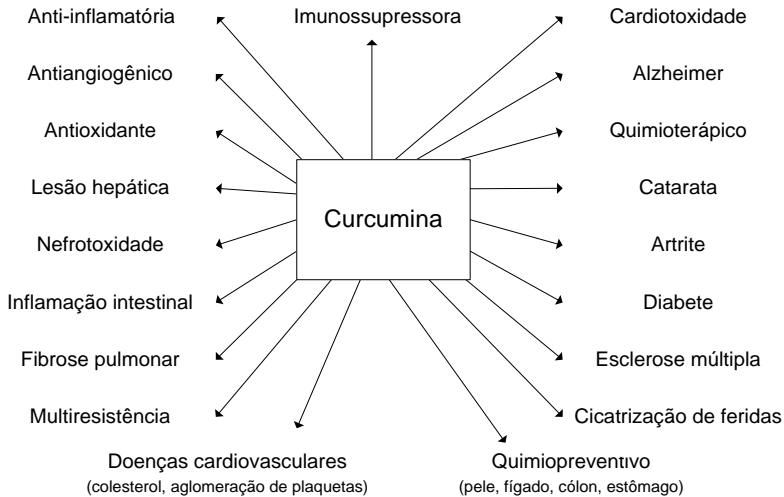 Anti-inflamatória
Imunossupressora
Cardiotoxidade
Antiangiogênico
Alzheimer
Antioxidante
Quimioterápico
Lesão hepática
Catarata
Curcumina
Nefrotoxidade
Artrite
Inflamação intestinal
Diabete
Fibrose pulmonar
Esclerose múltipla
Multiresistência
Cicatrização de feridas
Doenças cardiovasculares
(colesterol, aglomeração de plaquetas)
Quimiopreventivo
(pele, fígado, cólon, estômago)